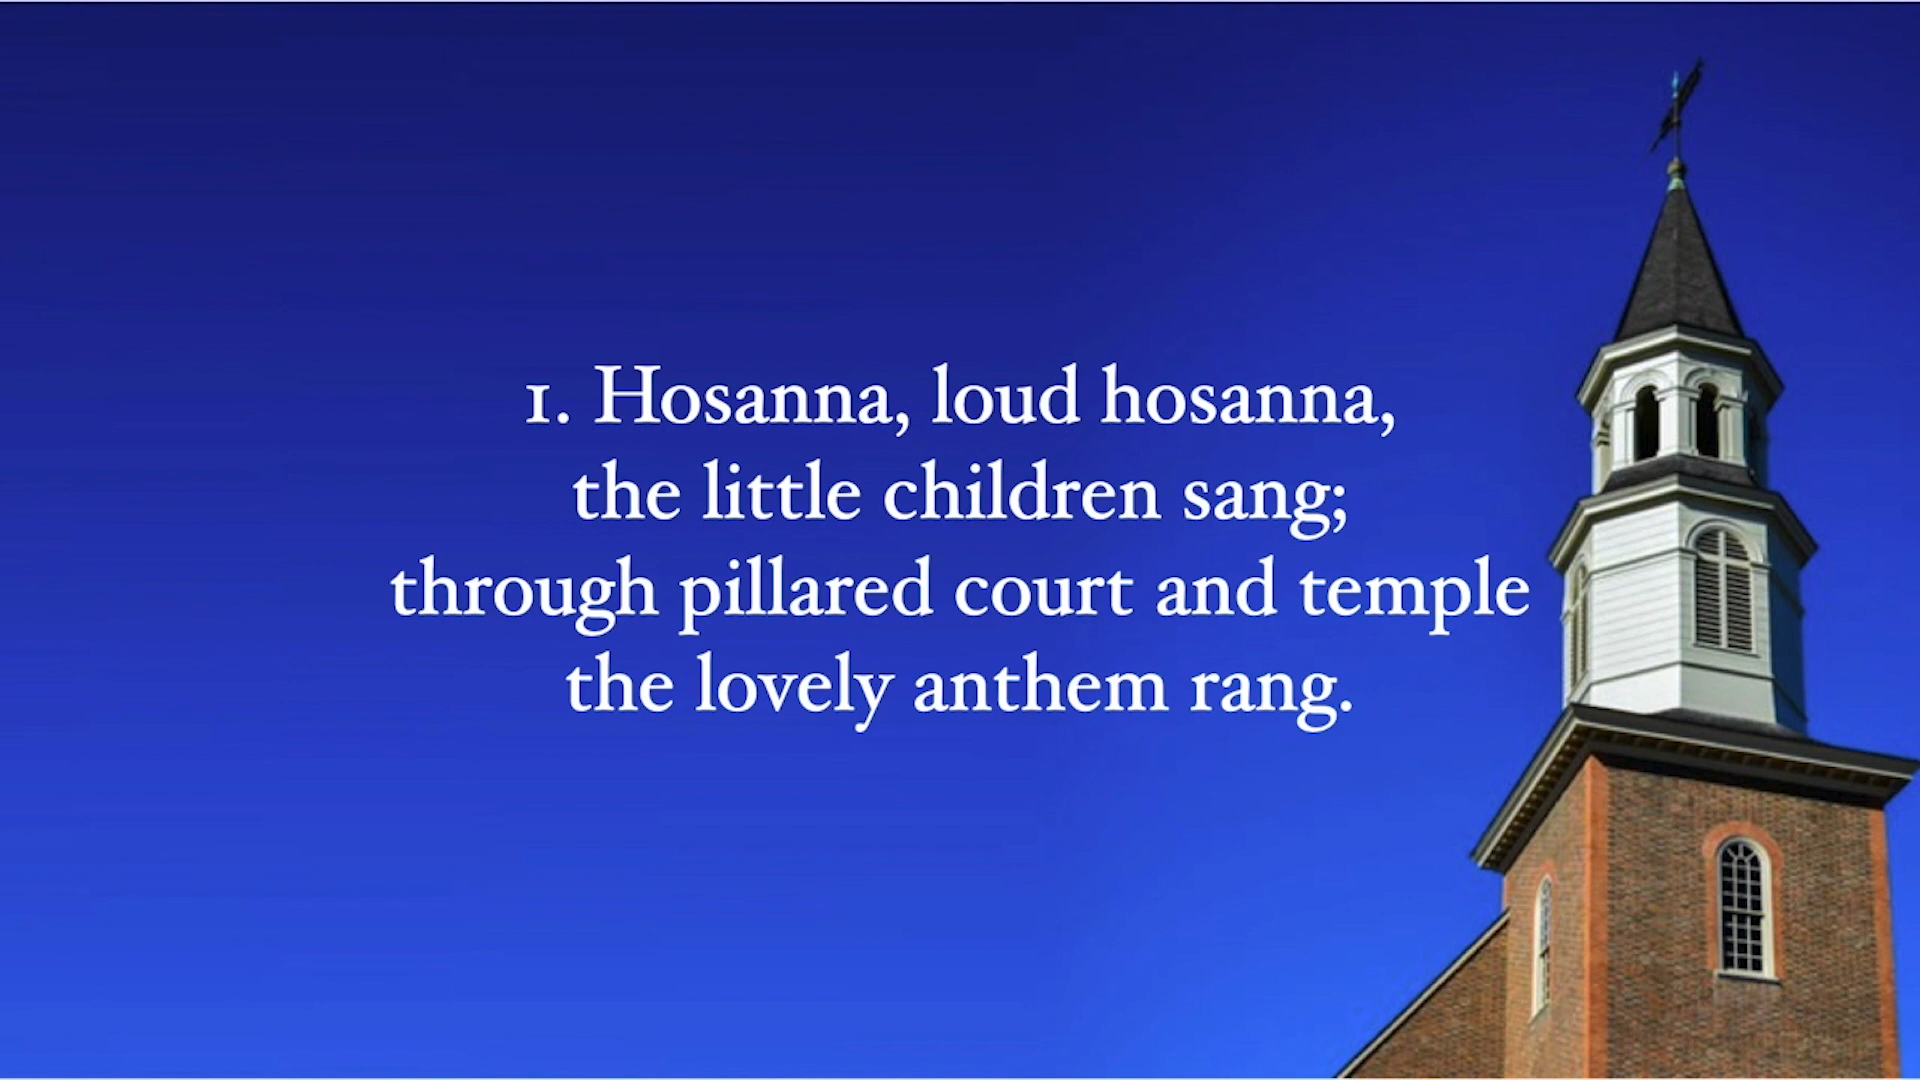 1. Hosanna, loud hosanna,
the little children sang;
through pillared court and temple
the lovely anthem rang.